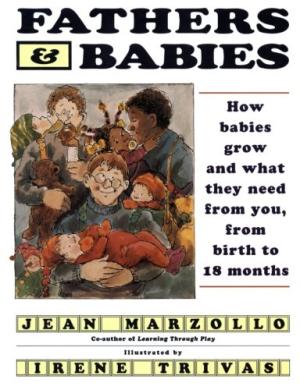 FATHERS
& BABIES
How
babies
grow
and what
they need
from you,
from
birth to
18 months
JEAN MARZOLLO
Co-author of Learning Through Play
Illustrated by
IRENE TRIVAS